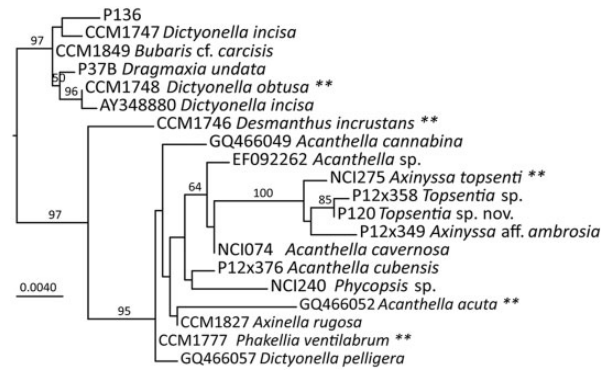 P136
97
CCM1747 Dictyonella incisa
CCM1849 Bubaris cf. carcisis
P37B Dragmaxia undata
50
CCM1748 Dictyonella obtusa **
96
AY348880 Dictyonella incisa
CCM1746 Desmanthus incrustans **
GQ466049 Acanthella cannabina
EF092262 Acanthella sp.
NCI275 Axinyssa topsenti **
64
100
P12x358 Topsentia sp.
85
P120 Topsentia sp. nov.
97
P12x349 Axinyssa aff. ambrosia
NCI074 Acanthella cavernosa
P12x376 Acanthella cubensis
0.0040
NCI240 Phycopsis sp.
GQ466052 Acanthella acuta **
95
CCM1827 Axinella rugosa
CCM1777 Phakellia ventilabrum **
GQ466057 Dictyonella pelligera